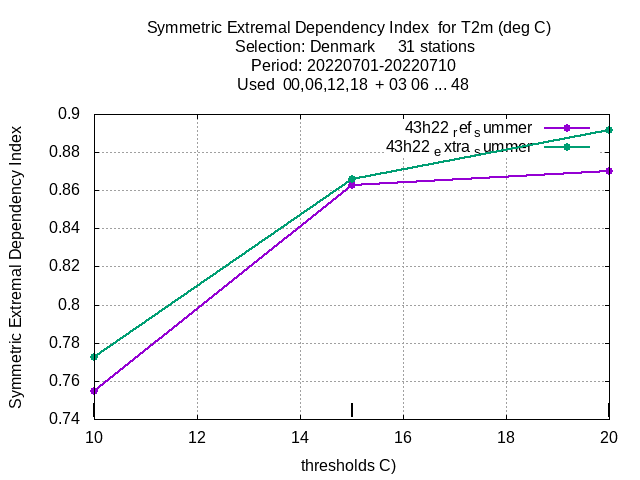 Symmetric Extremal Dependency Index for T2m (deg C)
Selection: Denmark 31 stations
Period: 20220701-20220710
Used 00,06,12,18 + 03 06 ... 48
0.9
43h22 ref summer
43h22 extra summer
0.88
0.86
0.84
0.82
0.8
0.78
0.76
0.74
10 12 14 16 18 20
thresholds C)
Symmetric Extremal Dependency Index